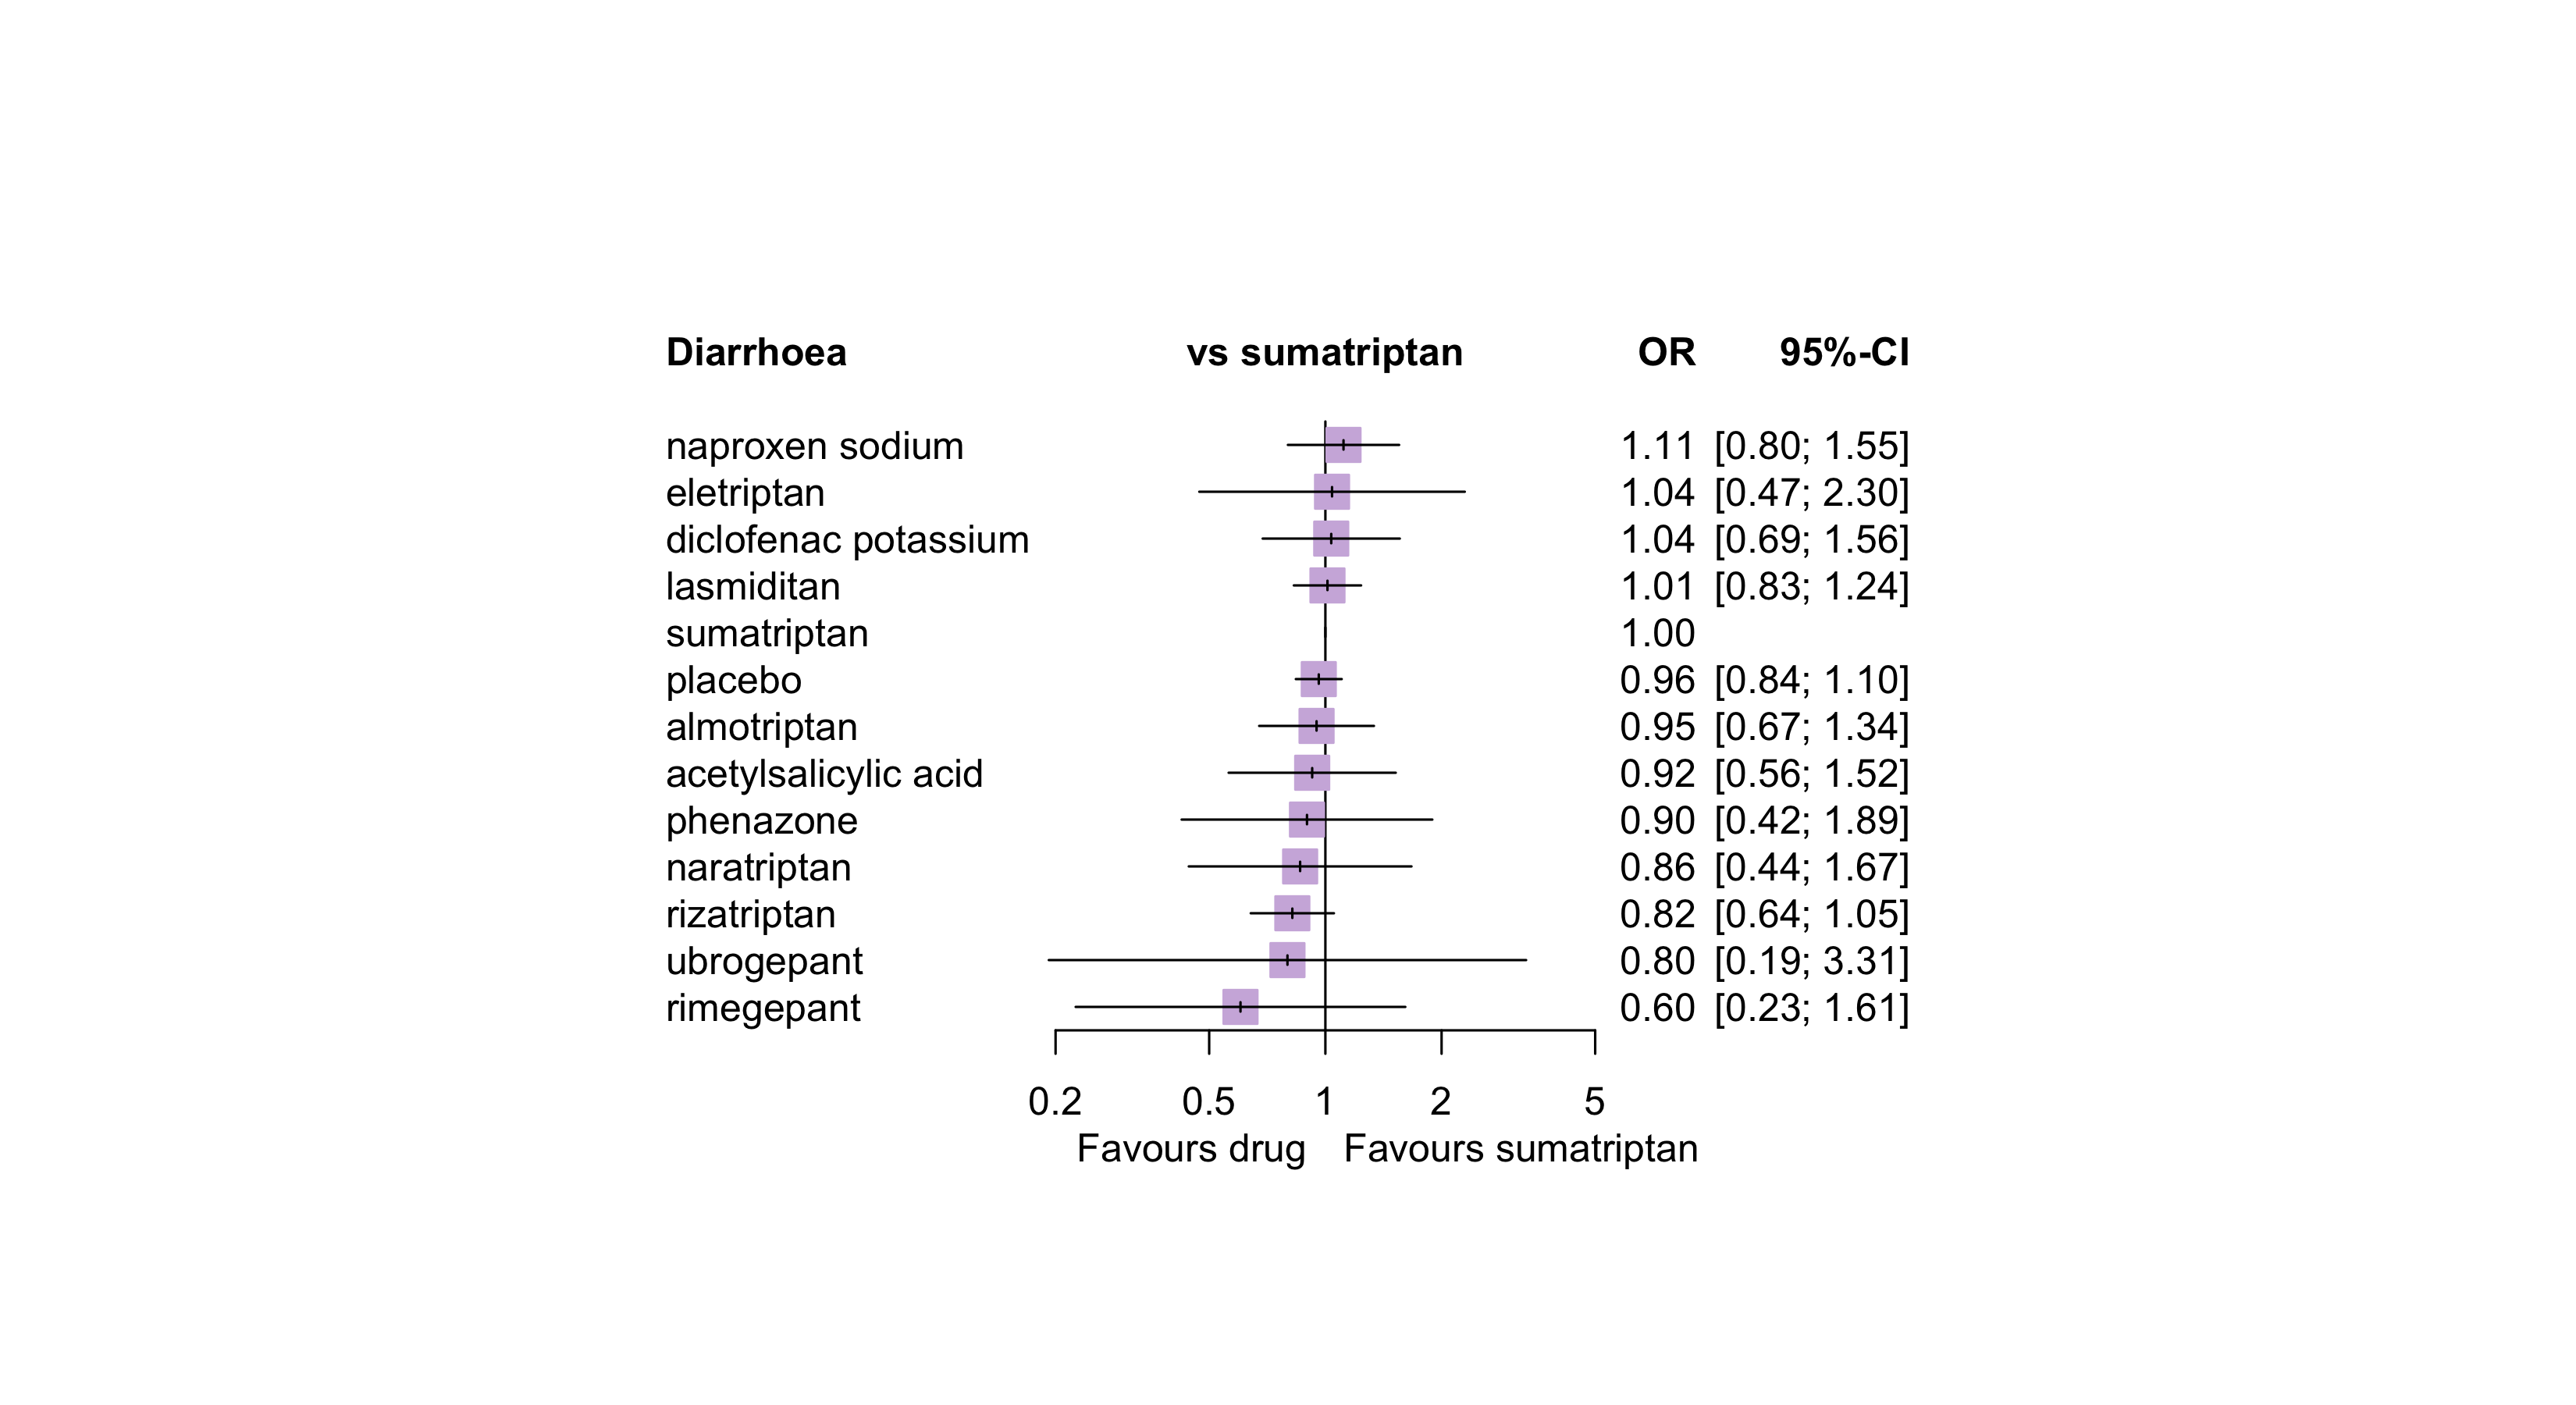 Diarrhoea vs sumatriptan OR 95%-CI
naproxen sodium 1.11 [0.80; 1.55]
eletriptan 1.04 [0.47; 2.30]
diclofenac potassium 1.04 [0.69; 1.56]
lasmiditan 1.01 [0.83; 1.24]
sumatriptan 1.00
placebo 0.96 [0.84; 1.10]
almotriptan 0.95 [0.67; 1.34]
acetylsalicylic acid 0.92 [0.56; 1.52]
phenazone 0.90 [0.42; 1.89]
naratriptan 0.86 [0.44; 1.67]
rizatriptan 0.82 [0.64; 1.05]
ubrogepant 0.80 [0.19; 3.31]
rimegepant 0.60 [0.23; 1.61]
0.2 0.5 1 2 5
Favours drug Favours sumatriptan